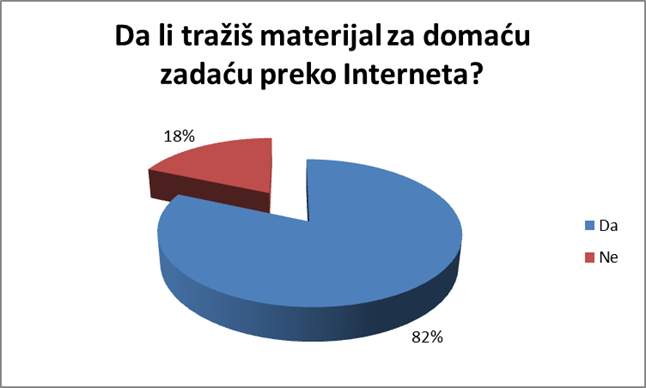 Da li tražiš materijal za domaću
zadaću preko Interneta?
18%
Da
Ne
82%